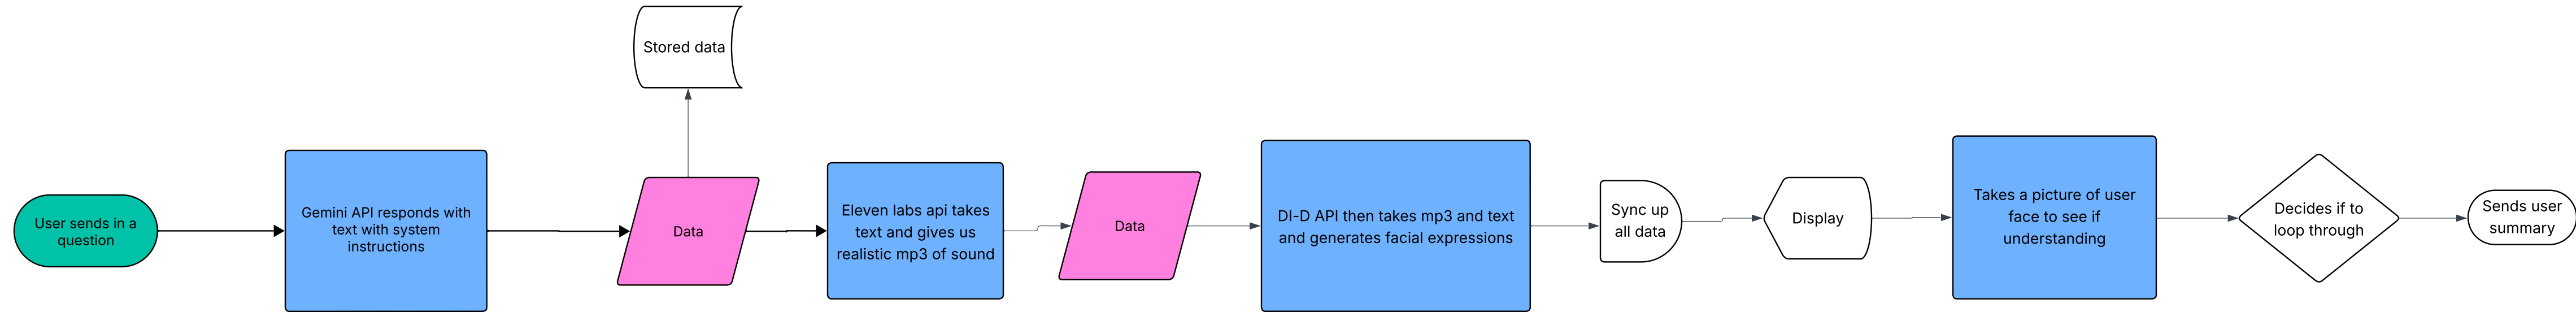 Stored data
User sends in a
question
Gemini API responds with
text with system
instructions
Data
Eleven labs api takes
text and gives us
realistic mp3 of sound
Data
DI-D API then takes mp3 and text
and generates facial expressions
Sync up
all data
Display
Takes a picture of user
face to see if
understanding
Decides if to
loop through
Sends user
summary